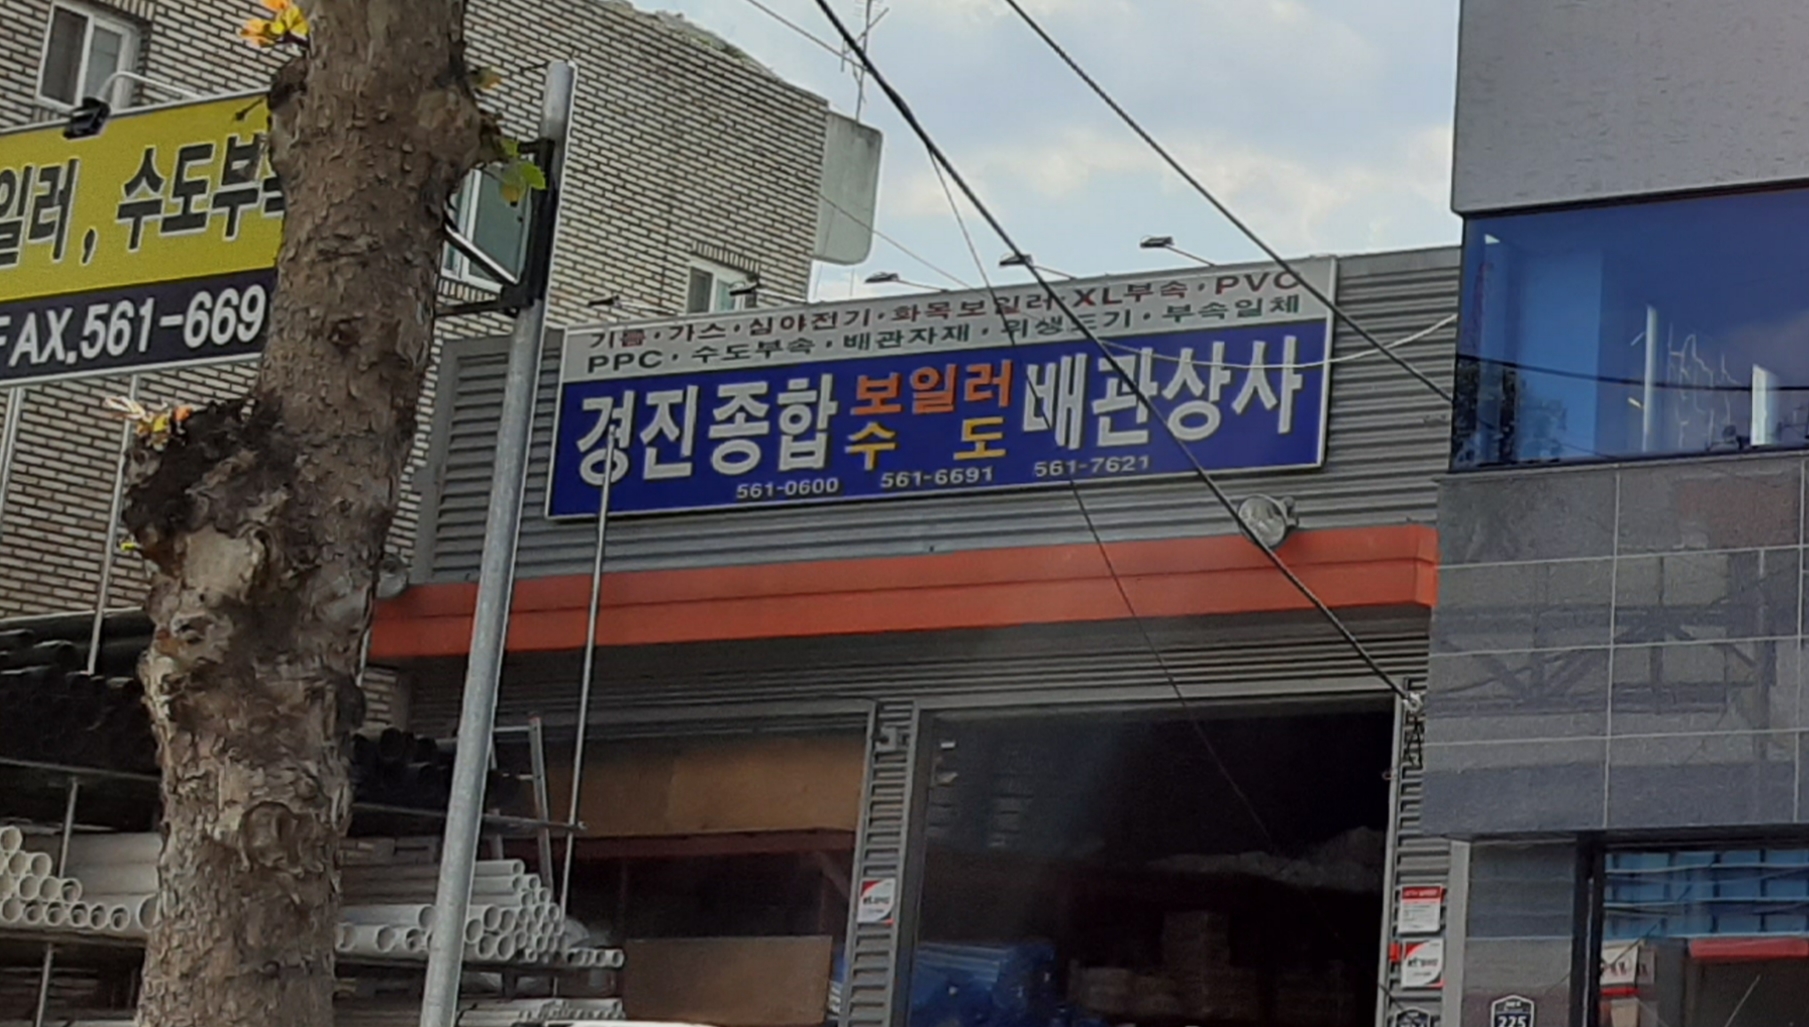 일러, 수도부
FAX.561-669
기름·가스·심야전기·화목보일러·XL부속·PVC
PPC·수도부속·배관자재·위생도기·부속일체
경진종합 보일러 수도 배관상사
561-0600 561-6691 561-7621
225